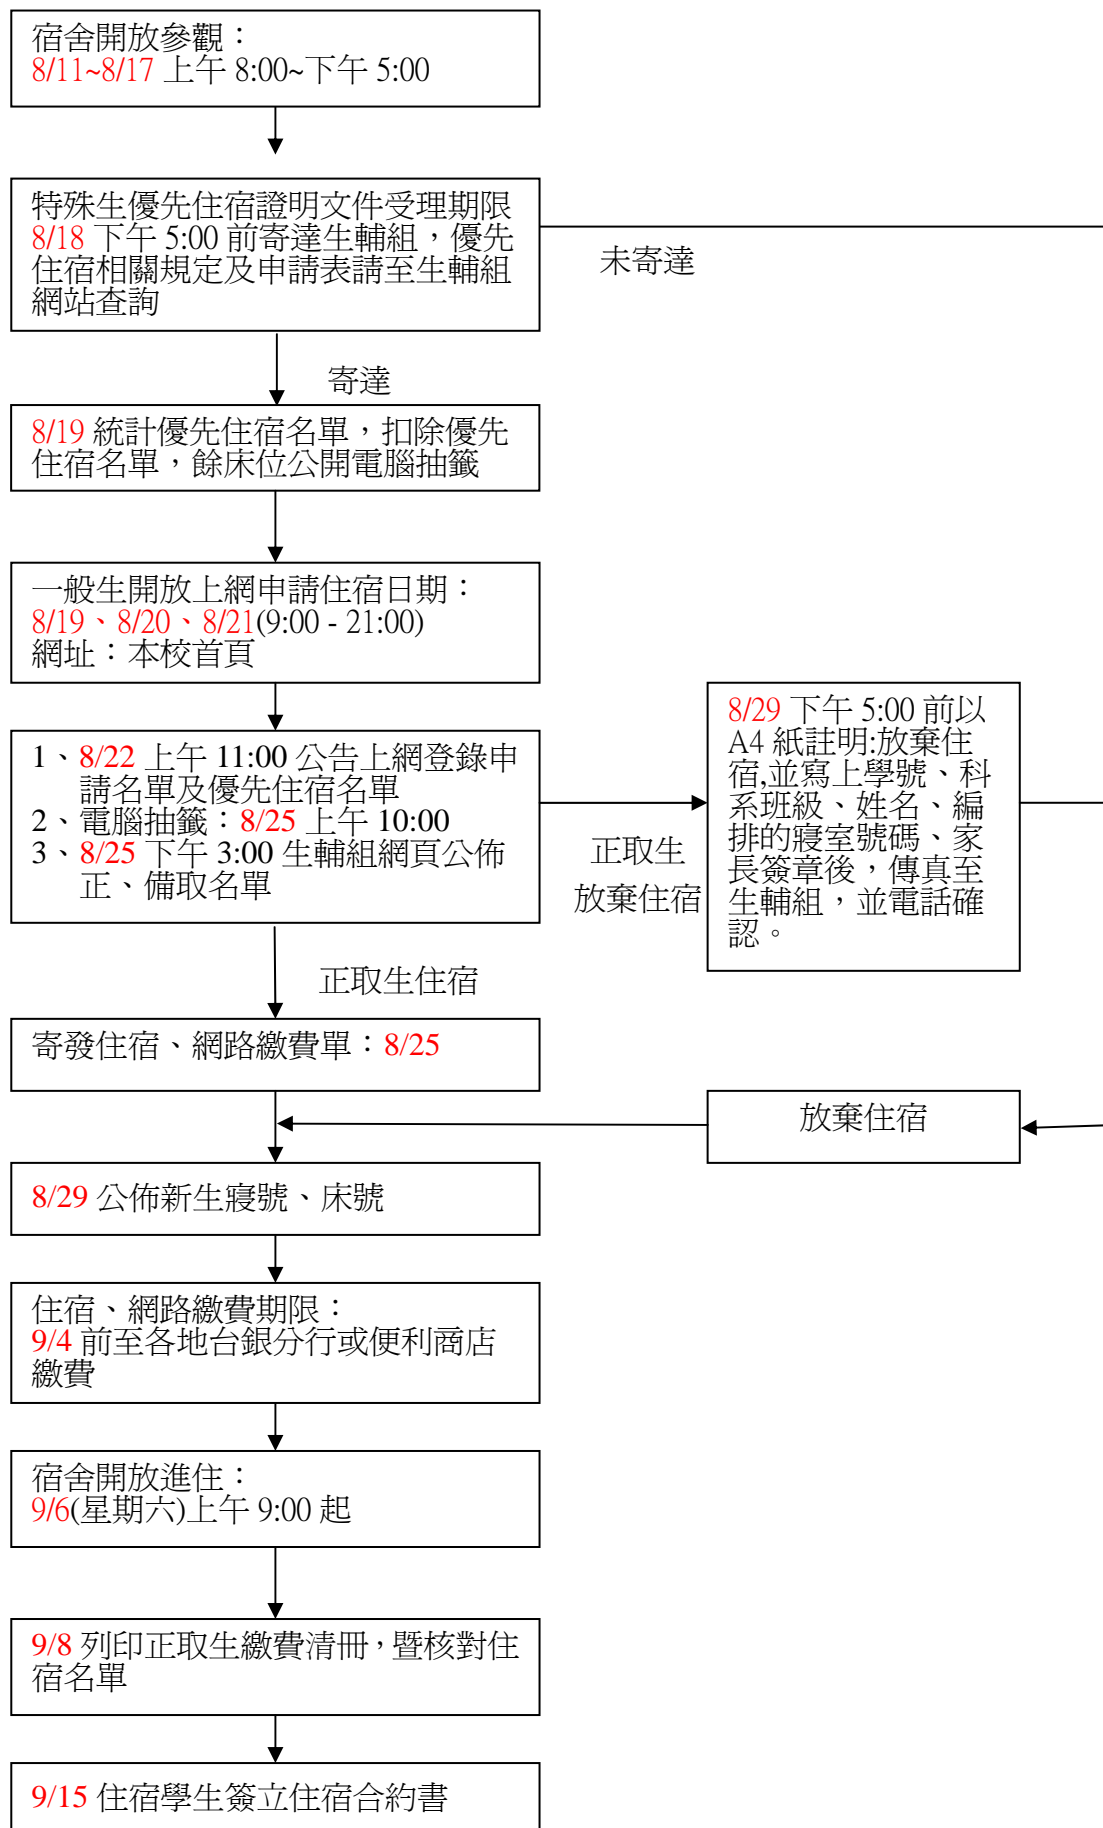 宿舍開放參觀：
8/11~8/17 上午 8:00~下午 5:00
特殊生優先住宿證明文件受理期限
8/18 下午 5:00 前寄達生輔組，優先
住宿相關規定及申請表請至生輔組
網站查詢
未寄達
寄達
8/19 統計優先住宿名單，扣除優先
住宿名單，餘床位公開電腦抽籤
一般生開放上網申請住宿日期：
8/19、8/20、8/21(9:00 - 21:00)
網址：本校首頁
1、8/22 上午 11:00 公告上網登錄申
請名單及優先住宿名單
2、電腦抽籤：8/25 上午 10:00
3、8/25 下午 3:00 生輔組網頁公佈
正、備取名單
正取生
放棄住宿
8/29 下午 5:00 前以
A4 紙註明:放棄住
宿,並寫上學號、科
系班級、姓名、編
排的寢室號碼、家
長簽章後，傳真至
生輔組，並電話確
認。
正取生住宿
寄發住宿、網路繳費單：8/25
放棄住宿
8/29 公佈新生寢號、床號
住宿、網路繳費期限：
9/4 前至各地台銀分行或便利商店
繳費
宿舍開放進住：
9/6(星期六)上午 9:00 起
9/8 列印正取生繳費清冊，暨核對住
宿名單
9/15 住宿學生簽立住宿合約書